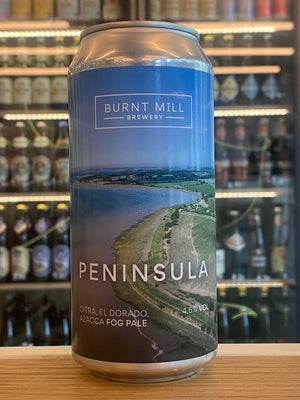 BURNT MILL
BREWERY
PENINSULA
CITRA, EL DORADO,
AZACCA FOG PALE
4.6% VOL